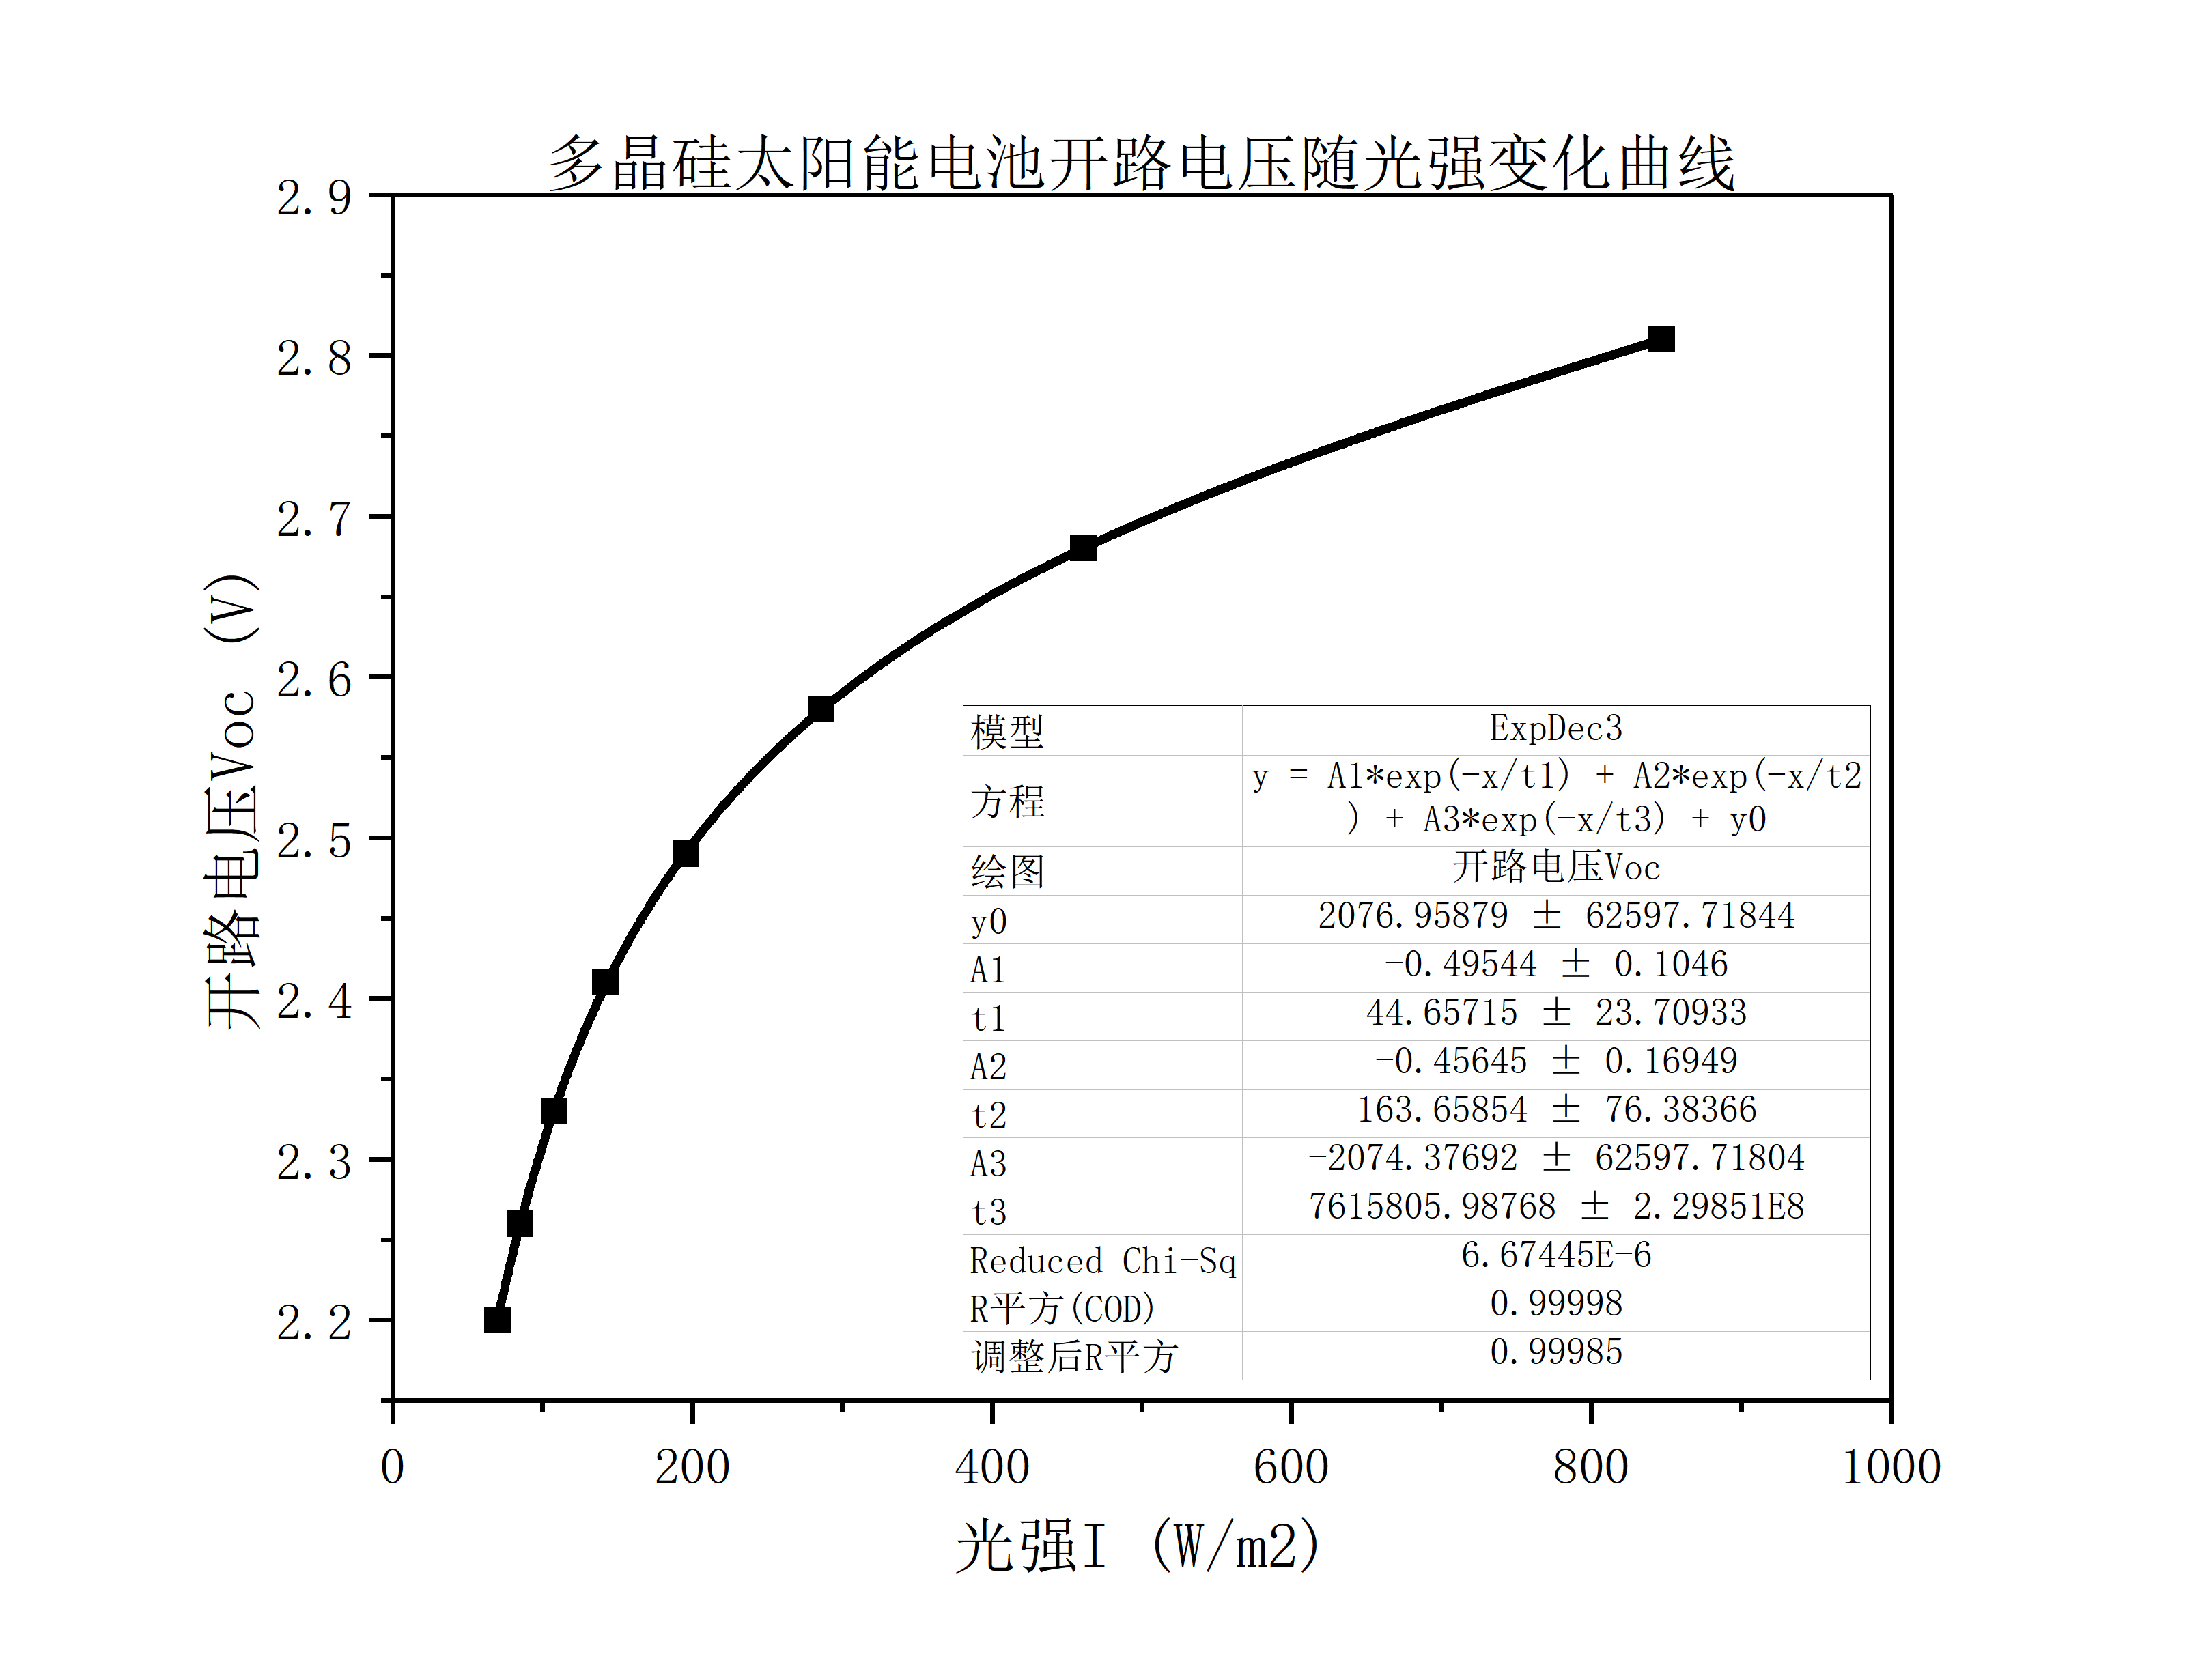 多晶硅太阳能电池开路电压随光强变化曲线
2.9
2.8
2.7
2.6
2.5
2.4
2.3
2.2
开路电压Voc (V)
模型 ExpDec3
方程 y = A1*exp(-x/t1) + A2*exp(-x/t2
) + A3*exp(-x/t3) + y0
绘图 开路电压Voc
y0 2076.95879 ± 62597.71844
A1 -0.49544 ± 0.1046
t1 44.65715 ± 23.70933
A2 -0.45645 ± 0.16949
t2 163.65854 ± 76.38366
A3 -2074.37692 ± 62597.71804
t3 7615805.98768 ± 2.29851E8
Reduced Chi-Sq 6.67445E-6
R平方(COD) 0.99998
调整后R平方 0.99985
0 200 400 600 800 1000
光强I (W/m2)